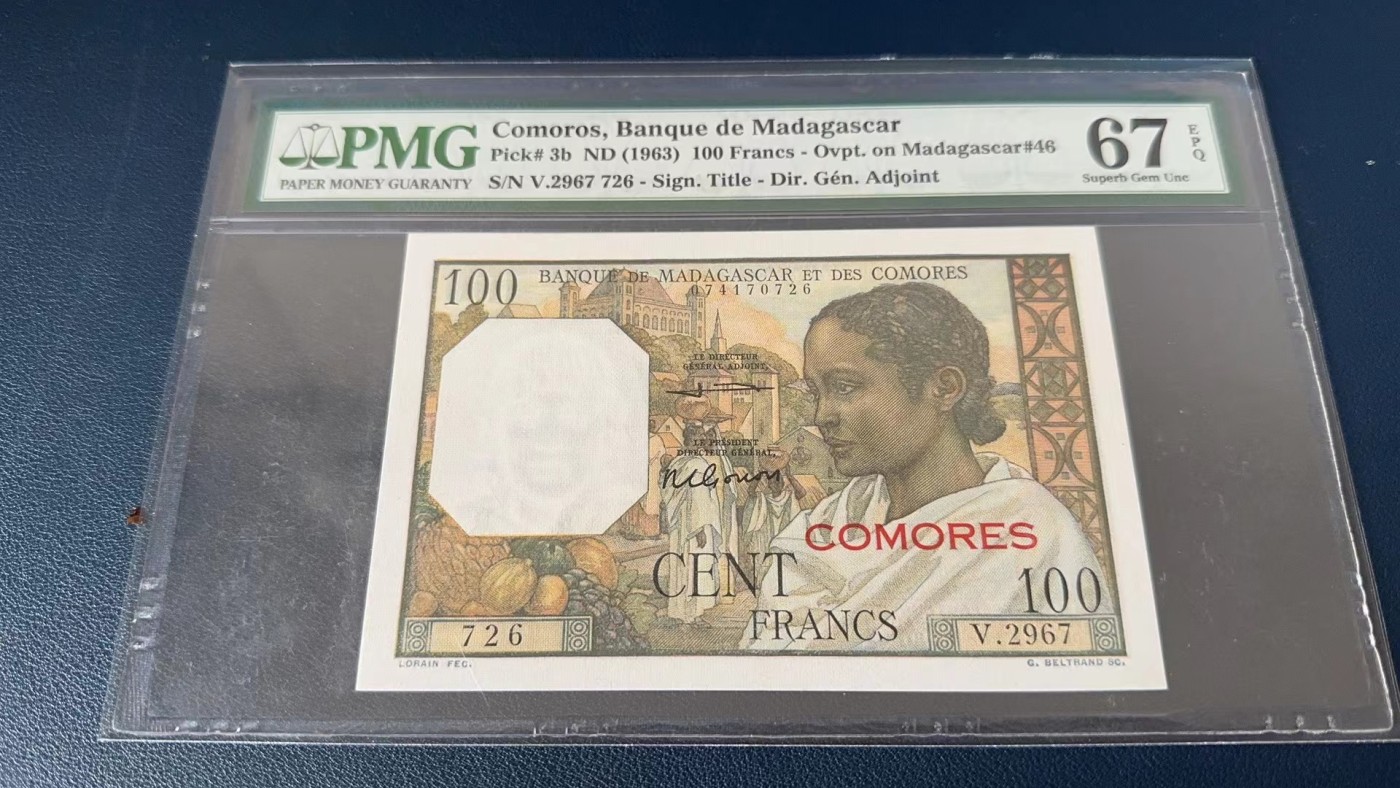 PMG
PAPER MONEY GUARANTY
Comoros, Banque de Madagascar
Pick# 3b ND (1963) 100 Francs - Ovpt. on Madagascar#46
S/N V.2967 726 - Sign. Title - Dir. Gén. Adjoint
67
EPQ
Superb Gem Unc
100
BANQUE DE MADAGASCAR ET DES COMORES
074170726
LE DIRECTEUR
GÉNÉRAL ADJOINT,
LE PRÉSIDENT
DIRECTEUR GÉNÉRAL,
COMORES
CENT
FRANCS
100
726
V.2967
LORAIN FEC.
G. BELTRAND SC.